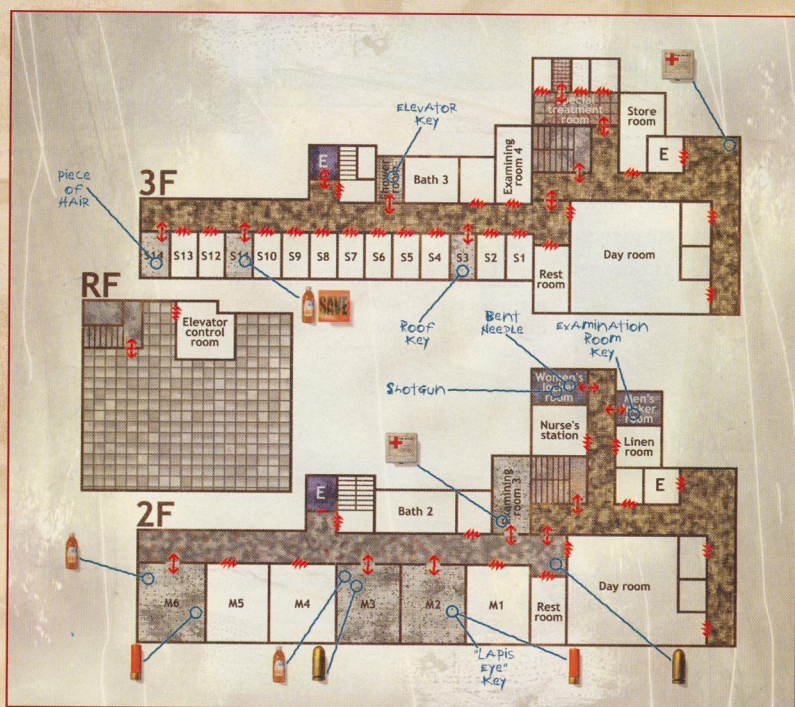 Special
treatment
room
Store
room
ELEVATOR
KEY
E
E
Shower
room
Bath 3
Examining
room 4
PIECE
OF
HAIR
3F
S14
S13
S12
S11
S10
S9
S8
S7
S6
S5
S4
S3
S2
S1
Rest
room
Day room
SAVE
ROOF
KEY
RF
Elevator
control
room
BENT
NEEDLE
EXAMINATION
ROOM
KEY
SHOTGUN
Women's
locker
room
Men's
locker
room
Nurse's
station
Linen
room
Examining
room 3
E
E
2F
Bath 2
M6
M5
M4
M3
M2
M1
Rest
room
Day room
"LAPIS
EYE"
KEY